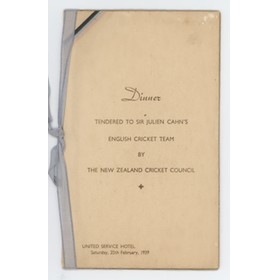 Dinner
TENDERED TO SIR JULIEN CAHN'S
ENGLISH CRICKET TEAM
BY
THE NEW ZEALAND CRICKET COUNCIL
UNITED SERVICE HOTEL,
Saturday, 25th February, 1939